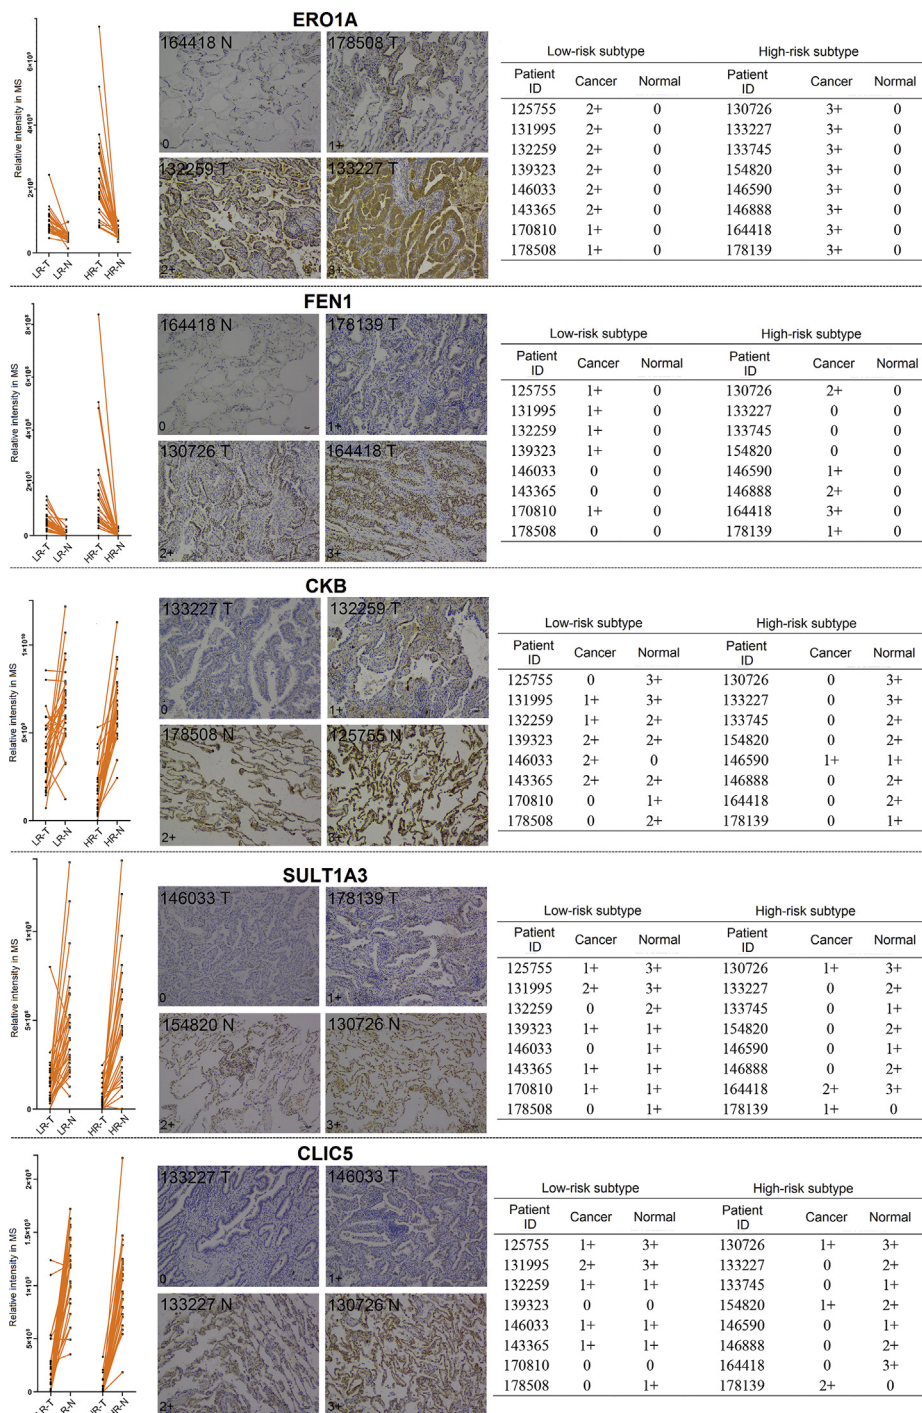 ERO1A
Relative intensity in MS
6×10⁹
4×10⁹
2×10⁹
0
LR-T
LR-N
HR-T
HR-N
164418 N
0
178508 T
1+
132259 T
2+
133227 T
3+
Low-risk subtype High-risk subtype
Patient ID Cancer Normal Patient ID Cancer Normal
125755 2+ 0 130726 3+ 0
131995 2+ 0 133227 3+ 0
132259 2+ 0 133745 3+ 0
139323 2+ 0 154820 3+ 0
146033 2+ 0 146590 3+ 0
143365 2+ 0 146888 3+ 0
170810 1+ 0 164418 3+ 0
178508 1+ 0 178139 3+ 0
FEN1
Relative intensity in MS
0
LR-T
LR-N
HR-T
HR-N
164418 N
0
178139 T
1+
130726 T
2+
164418 T
3+
Low-risk subtype High-risk subtype
Patient ID Cancer Normal Patient ID Cancer Normal
125755 1+ 0 130726 2+ 0
131995 1+ 0 133227 0 0
132259 1+ 0 133745 0 0
139323 1+ 0 154820 0 0
146033 0 0 146590 1+ 0
143365 0 0 146888 2+ 0
170810 1+ 0 164418 3+ 0
178508 0 0 178139 1+ 0
CKB
Relative intensity in MS
1×10¹⁰
5×10⁹
0
LR-T
LR-N
HR-T
HR-N
133227 T
0
132259 T
1+
178508 N
2+
125755 N
3+
Low-risk subtype High-risk subtype
Patient ID Cancer Normal Patient ID Cancer Normal
125755 0 3+ 130726 0 3+
131995 1+ 3+ 133227 0 3+
132259 1+ 2+ 133745 0 2+
139323 2+ 2+ 154820 0 2+
146033 2+ 0 146590 1+ 1+
143365 2+ 2+ 146888 0 2+
170810 0 1+ 164418 0 2+
178508 0 2+ 178139 0 1+
SULT1A3
Relative intensity in MS
1×10⁹
5×10⁸
0
LR-T
LR-N
HR-T
HR-N
146033 T
0
178139 T
1+
154820 N
2+
130726 N
3+
Low-risk subtype High-risk subtype
Patient ID Cancer Normal Patient ID Cancer Normal
125755 1+ 3+ 130726 1+ 3+
131995 2+ 3+ 133227 0 2+
132259 0 2+ 133745 0 1+
139323 1+ 1+ 154820 0 2+
146033 0 1+ 146590 0 1+
143365 1+ 1+ 146888 0 2+
170810 1+ 1+ 164418 2+ 3+
178508 0 1+ 178139 1+ 0
CLIC5
Relative intensity in MS
0
LR-T
LR-N
HR-T
HR-N
133227 T
0
146033 T
1+
133227 N
2+
130726 N
3+
Low-risk subtype High-risk subtype
Patient ID Cancer Normal Patient ID Cancer Normal
125755 1+ 3+ 130726 1+ 3+
131995 2+ 3+ 133227 0 2+
132259 1+ 1+ 133745 0 1+
139323 0 0 154820 1+ 2+
146033 1+ 1+ 146590 0 1+
143365 1+ 1+ 146888 0 2+
170810 0 0 164418 0 3+
178508 0 1+ 178139 2+ 0